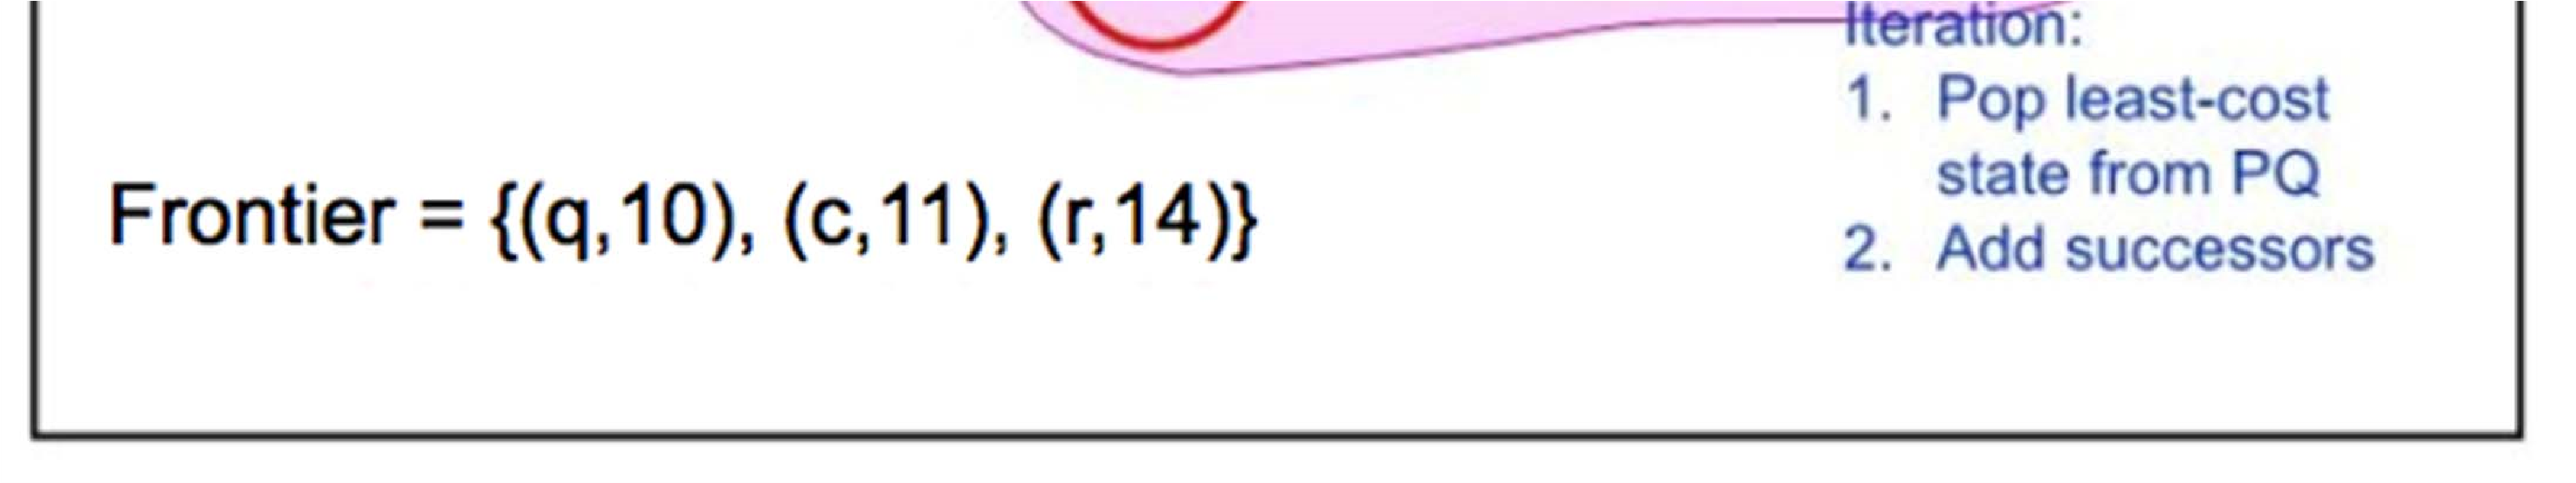 Iteration:
1. Pop least-cost
state from PQ
Frontier = {(q,10), (c,11), (r,14)}
2. Add successors